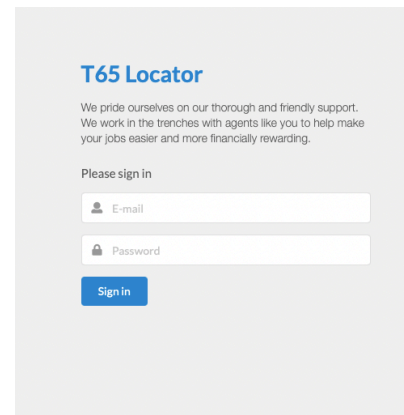 T65 Locator
We pride ourselves on our thorough and friendly support.
We work in the trenches with agents like you to help make
your jobs easier and more financially rewarding.
Please sign in
E-mail
Password
Sign in